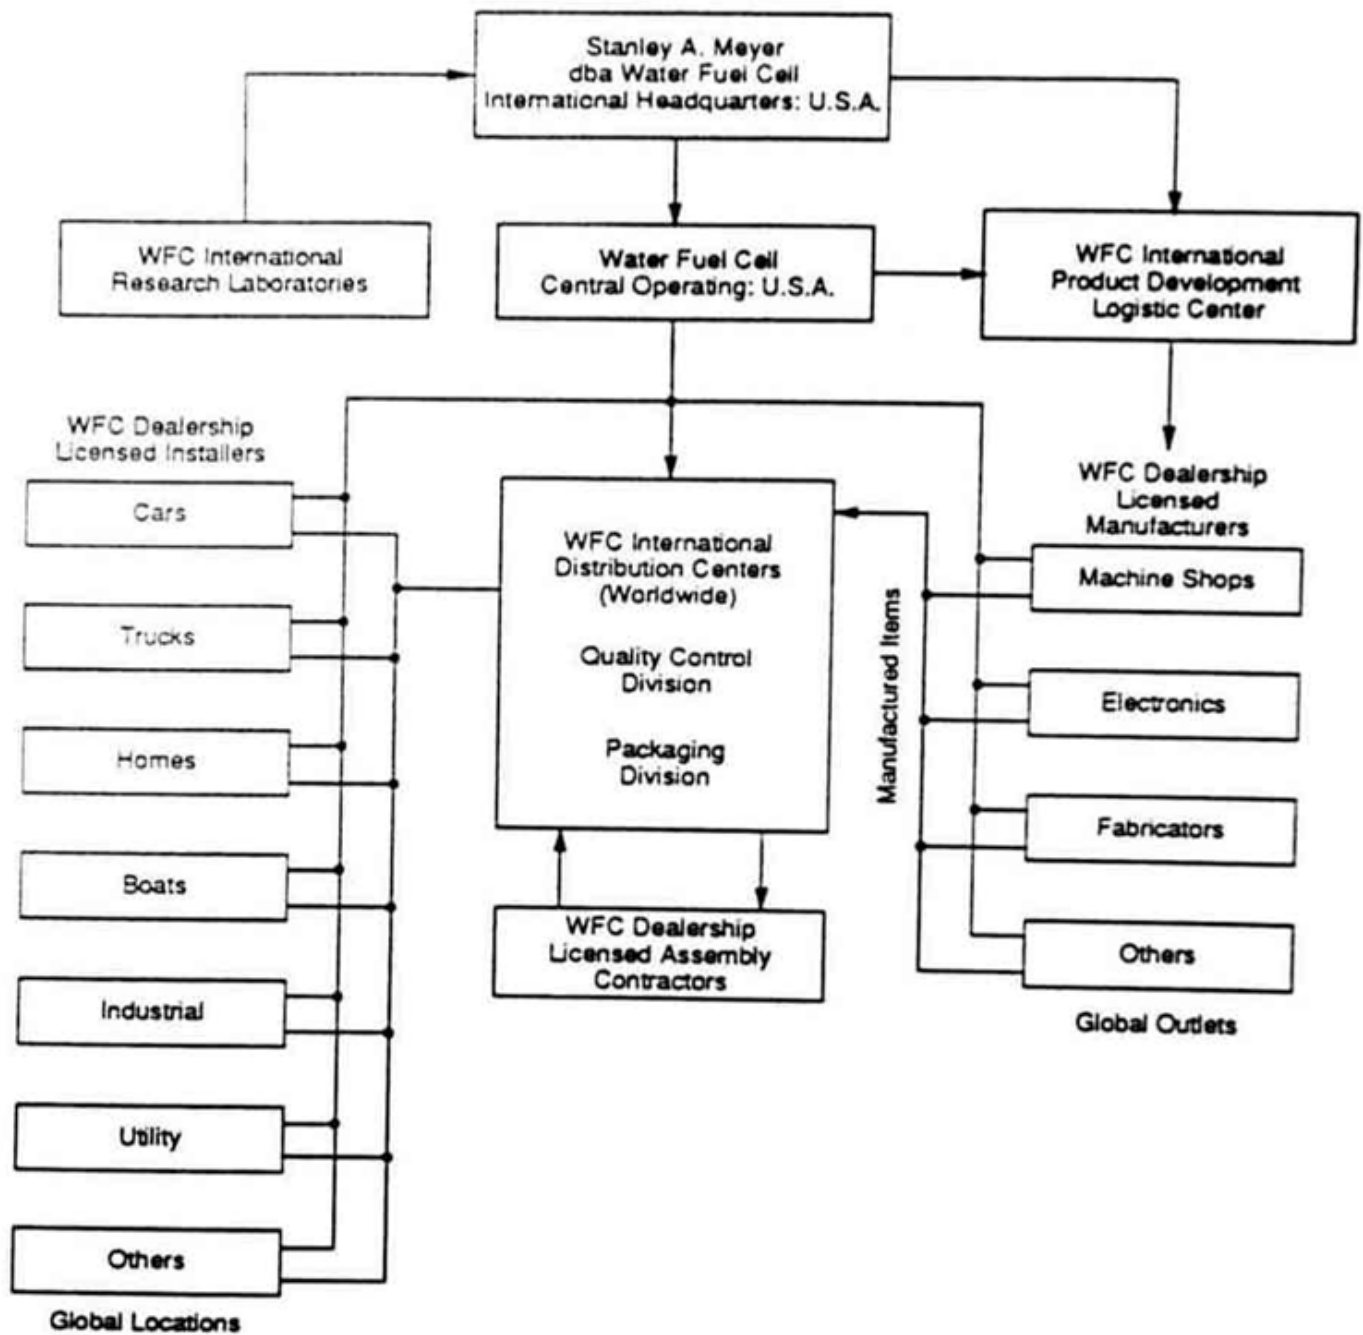 Stanley A. Meyer
dba Water Fuel Cell
International Headquarters: U.S.A.
WFC International
Research Laboratories
Water Fuel Cell
Central Operating: U.S.A.
WFC International
Product Development
Logistic Center
WFC Dealership
Licensed Installers
Cars
Trucks
Homes
Boats
Industrial
Utility
Others
Global Locations
WFC International
Distribution Centers
(Worldwide)
Quality Control
Division
Packaging
Division
WFC Dealership
Licensed Assembly
Contractors
Manufactured Items
WFC Dealership
Licensed
Manufacturers
Machine Shops
Electronics
Fabricators
Others
Global Outlets